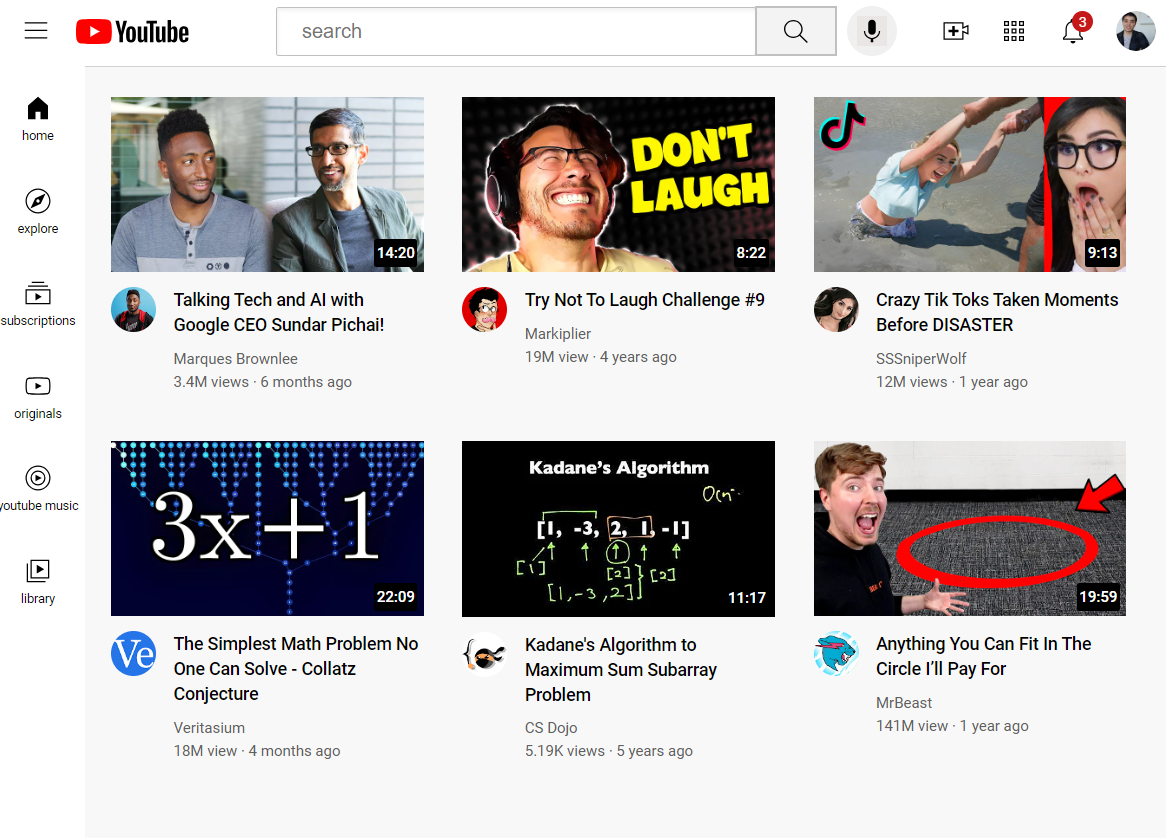 YouTube
search
3
home
explore
subscriptions
originals
youtube music
library
14:20
Talking Tech and AI with
Google CEO Sundar Pichai!
Marques Brownlee
3.4M views · 6 months ago
DON'T
LAUGH
8:22
Try Not To Laugh Challenge #9
Markiplier
19M view · 4 years ago
9:13
Crazy Tik Toks Taken Moments
Before DISASTER
SSSniperWolf
12M views · 1 year ago
3x+1
22:09
The Simplest Math Problem No
One Can Solve - Collatz
Conjecture
Veritasium
18M view · 4 months ago
Ve
Kadane's Algorithm
[1, -3, 2, 1, -1]
[1]
[2]
[2]
[1,-3,2]
11:17
Kadane's Algorithm to
Maximum Sum Subarray
Problem
CS Dojo
5.19K views · 5 years ago
19:59
Anything You Can Fit In The
Circle I’ll Pay For
MrBeast
141M view · 1 year ago